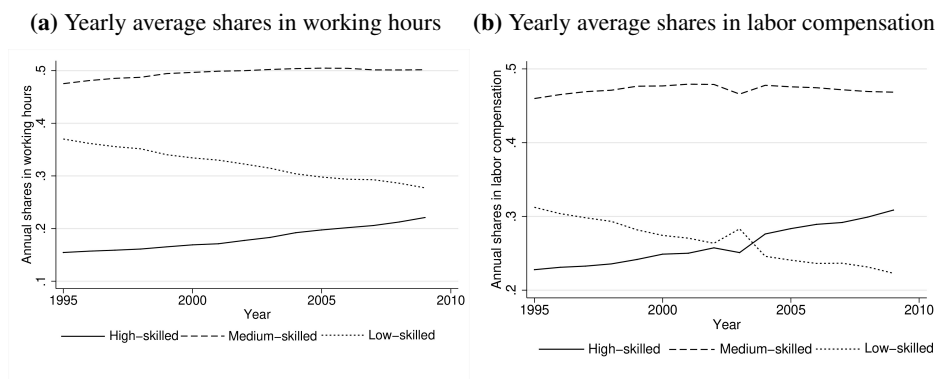 (a) Yearly average shares in working hours
Annual shares in working hours
.5
.4
.3
.2
.1
1995 2000 2005 2010
Year
High−skilled Medium−skilled Low−skilled
(b) Yearly average shares in labor compensation
Annual shares in labor compensation
.5
.4
.3
.2
1995 2000 2005 2010
Year
High−skilled Medium−skilled Low−skilled